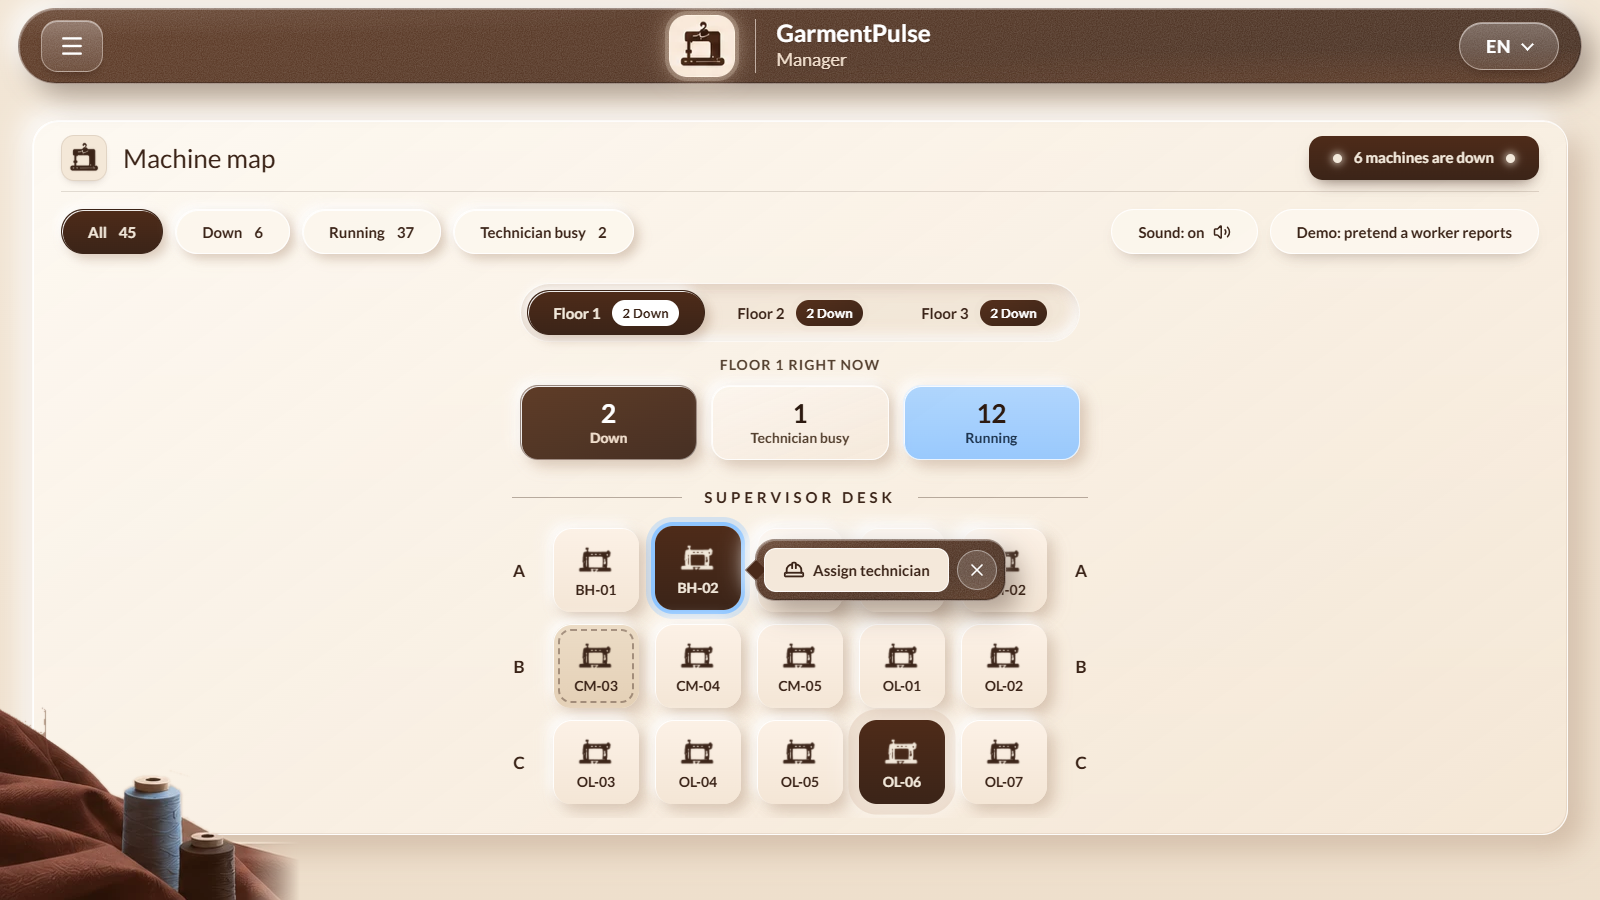 GarmentPulse
Manager
EN
Machine map
6 machines are down
All 45
Down 6
Running 37
Technician busy 2
Sound: on
Demo: pretend a worker reports
Floor 1 2 Down
Floor 2 2 Down
Floor 3 2 Down
FLOOR 1 RIGHT NOW
2
Down
1
Technician busy
12
Running
SUPERVISOR DESK
A
BH-01
BH-02
Assign technician
-02
A
B
CM-03
CM-04
CM-05
OL-01
OL-02
B
C
OL-03
OL-04
OL-05
OL-06
OL-07
C